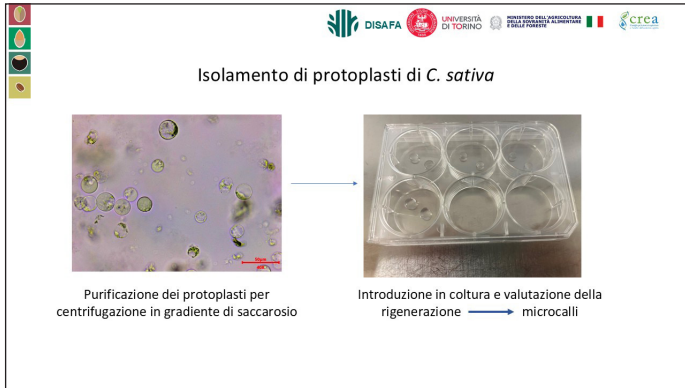 DISAFA
UNIVERSITÀ
DI TORINO
MINISTERO DELL'AGRICOLTURA
DELLA SOVRANITÀ ALIMENTARE
E DELLE FORESTE
crea
Isolamento di protoplasti di C. sativa
Purificazione dei protoplasti per
centrifugazione in gradiente di saccarosio
Introduzione in coltura e valutazione della
rigenerazione microcalli